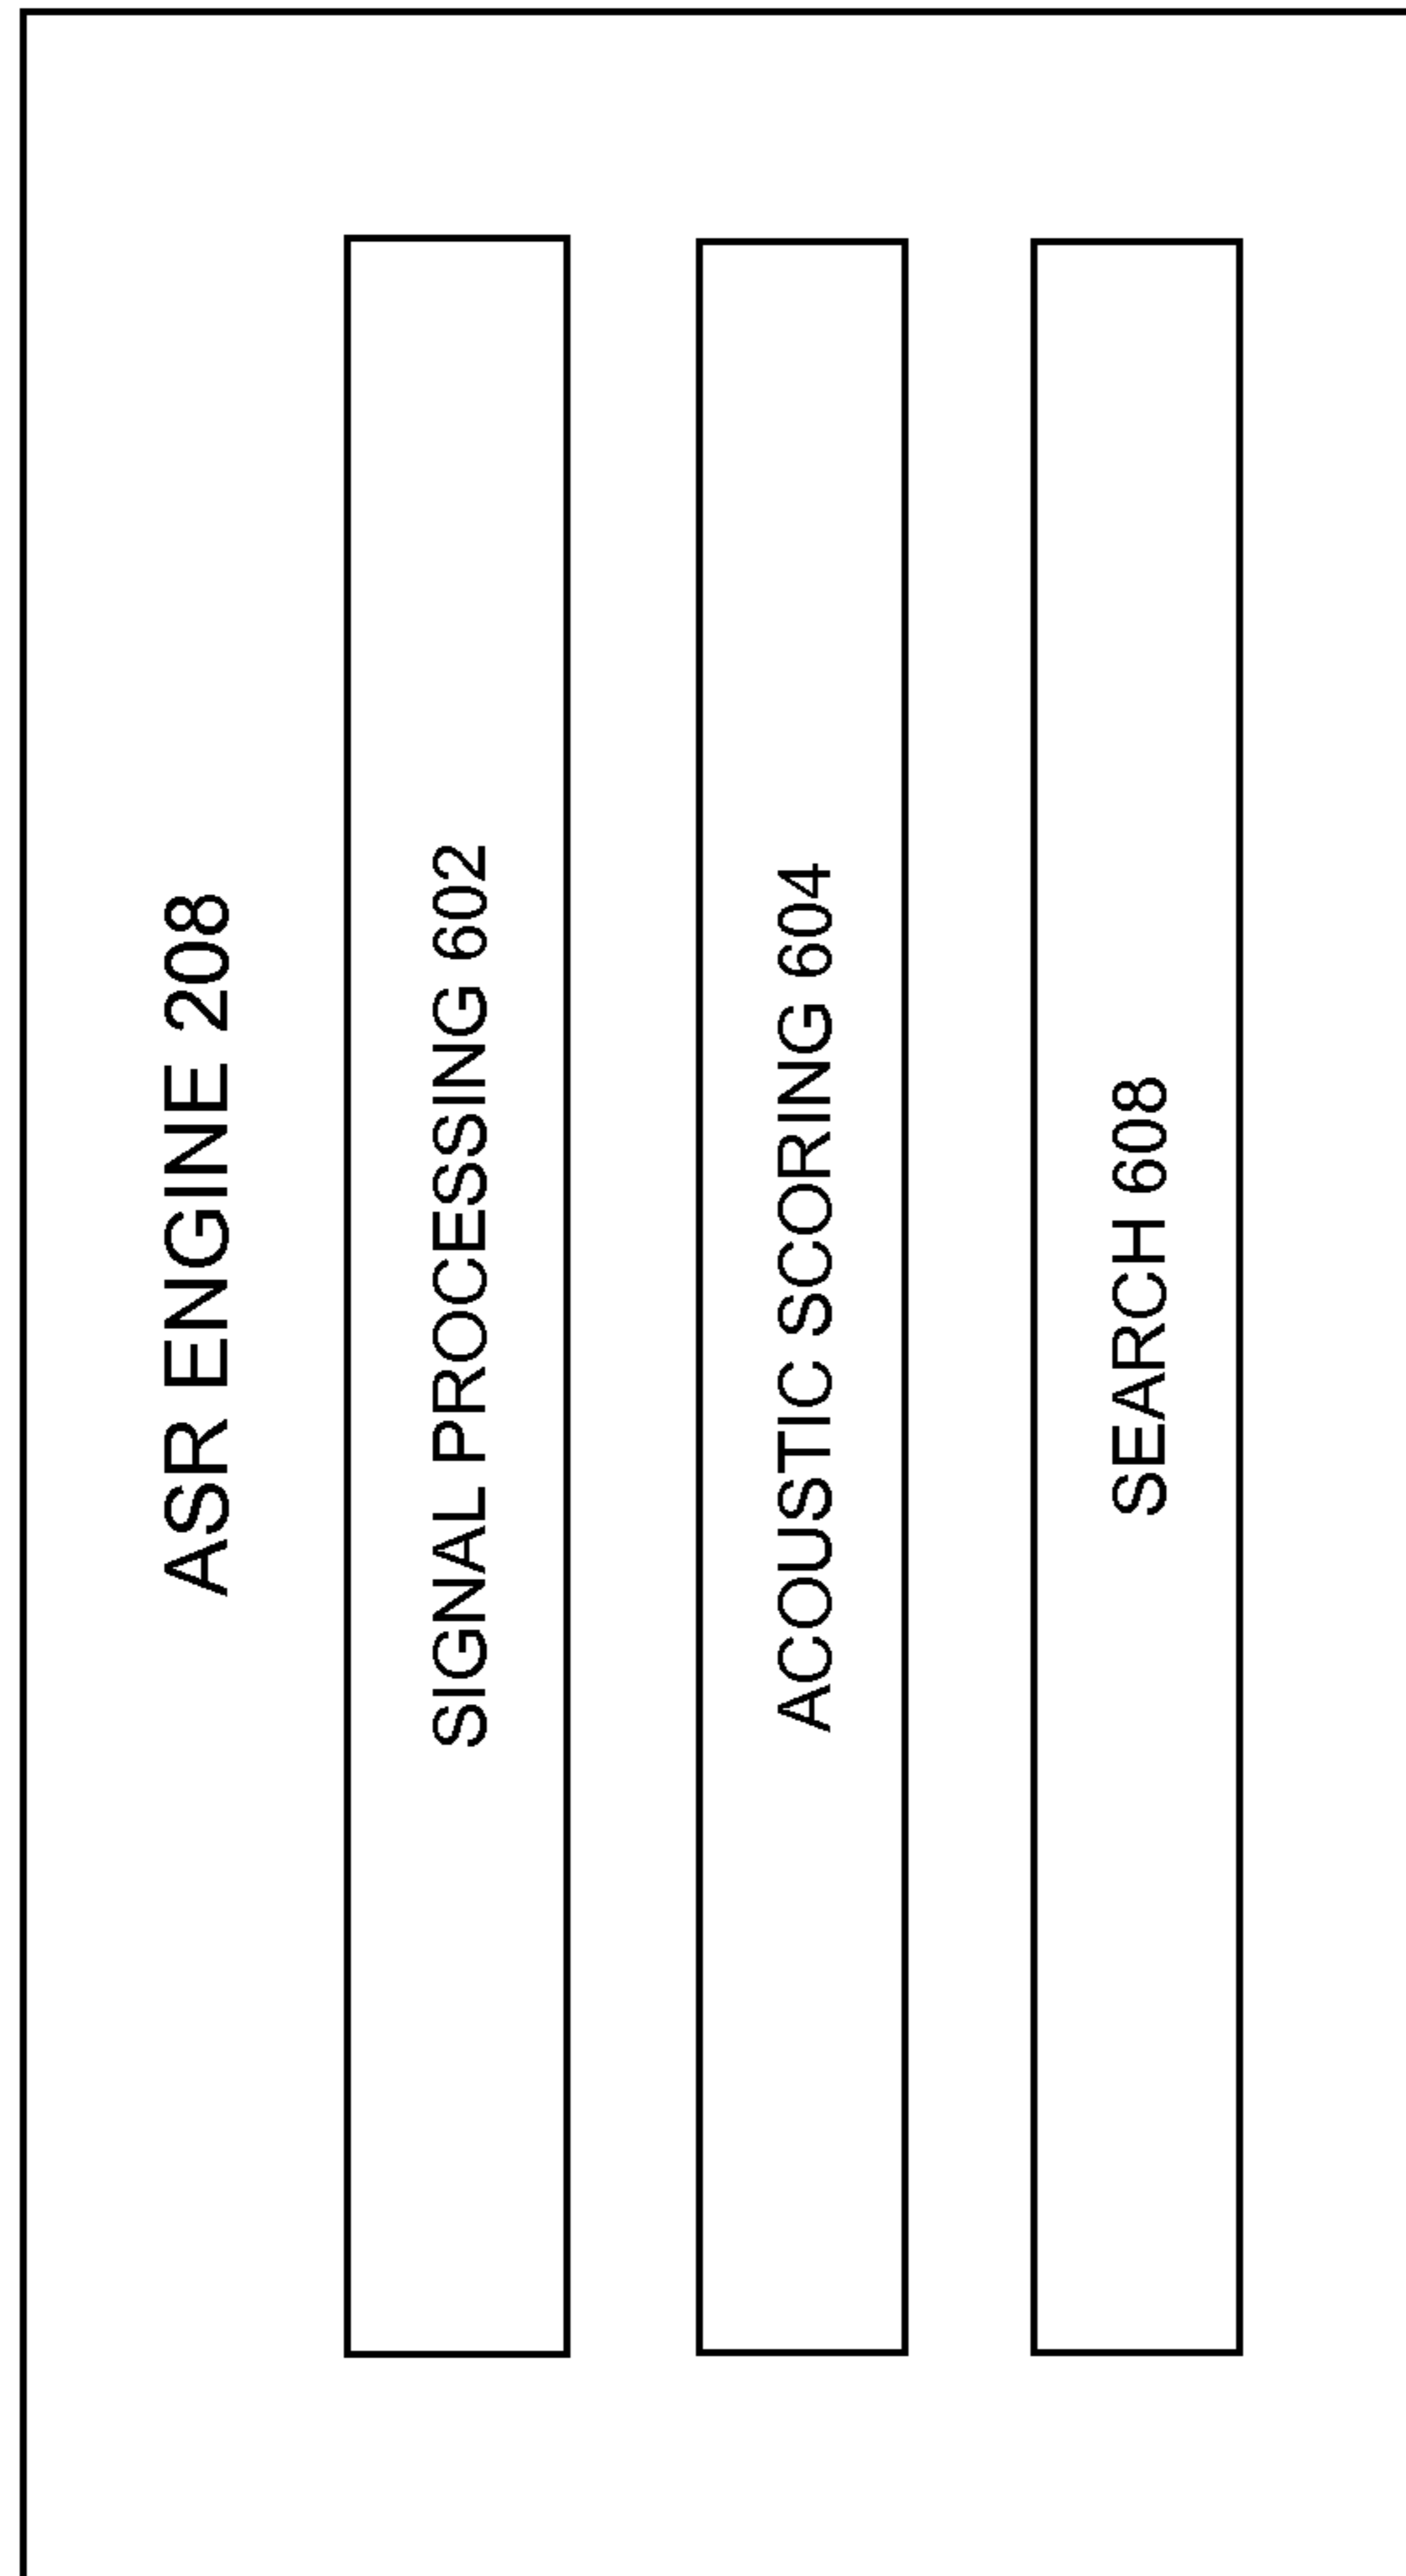 ASR ENGINE 208
SIGNAL PROCESSING 602
ACOUSTIC SCORING 604
SEARCH 608